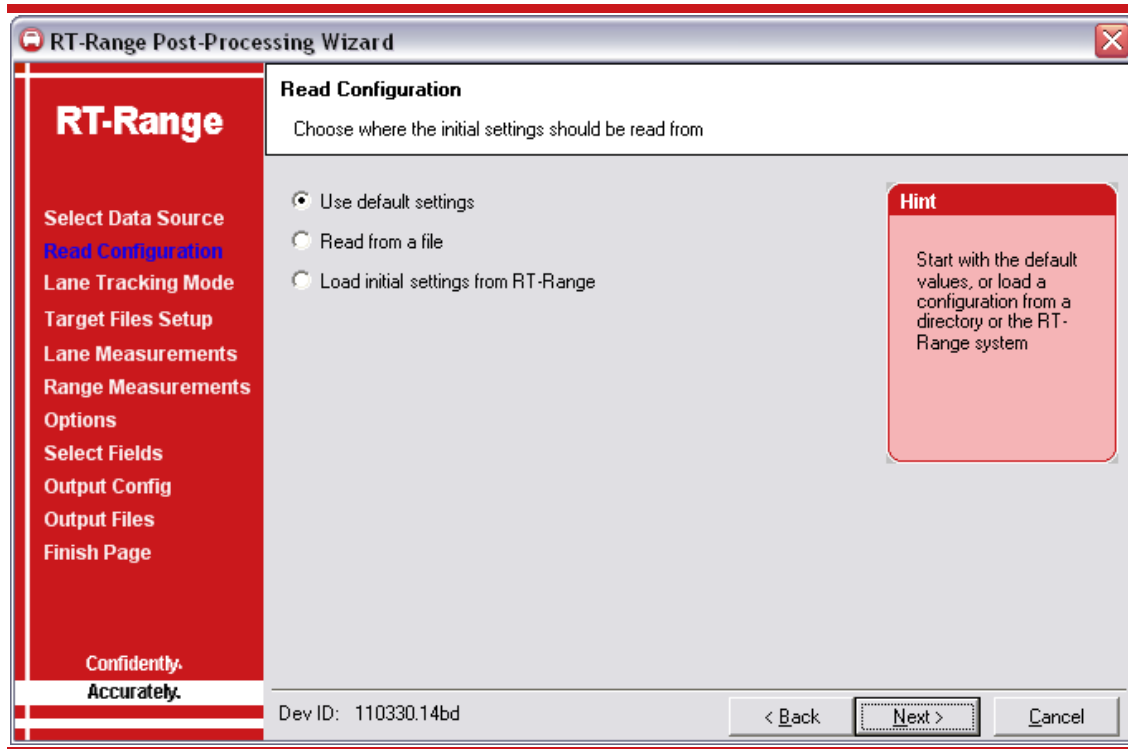 RT-Range Post-Processing Wizard
RT-Range
Select Data Source
Read Configuration
Lane Tracking Mode
Target Files Setup
Lane Measurements
Range Measurements
Options
Select Fields
Output Config
Output Files
Finish Page
Confidently.
Accurately.
Read Configuration
Choose where the initial settings should be read from
Use default settings
Read from a file
Load initial settings from RT-Range
Hint
Start with the default
values, or load a
configuration from a
directory or the RT-
Range system
Dev ID: 110330.14bd
< Back
Next >
Cancel